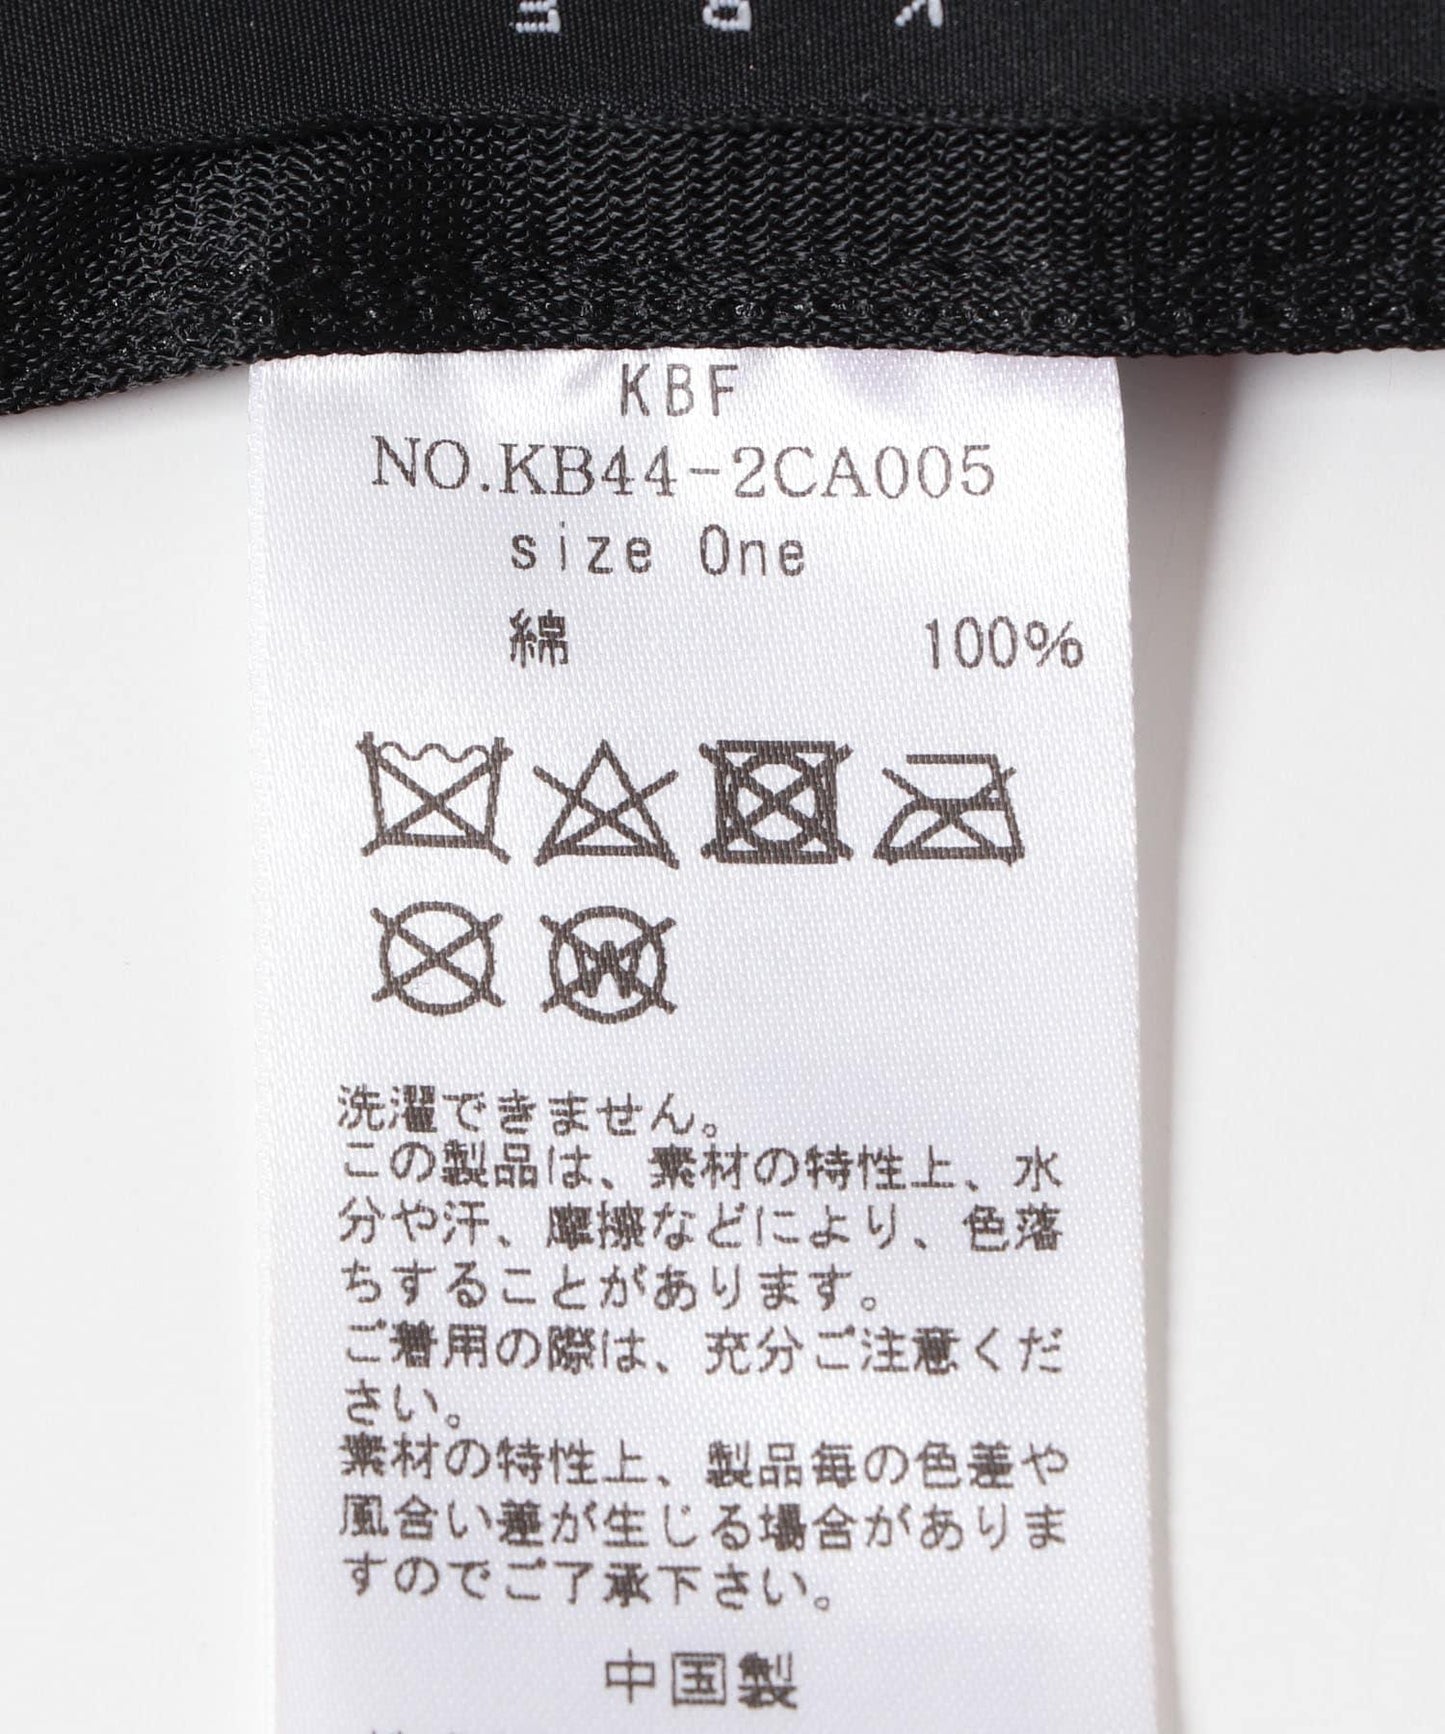 KBF
NO.KB44-2CA005
size One
綿 100%
洗濯できません。
この製品は、素材の特性上、水
分や汗、摩擦などにより、色落
ちすることがあります。
ご着用の際は、充分ご注意くだ
さい。
素材の特性上、製品毎の色差や
風合い差が生じる場合がありま
すのでご了承下さい。
中国製